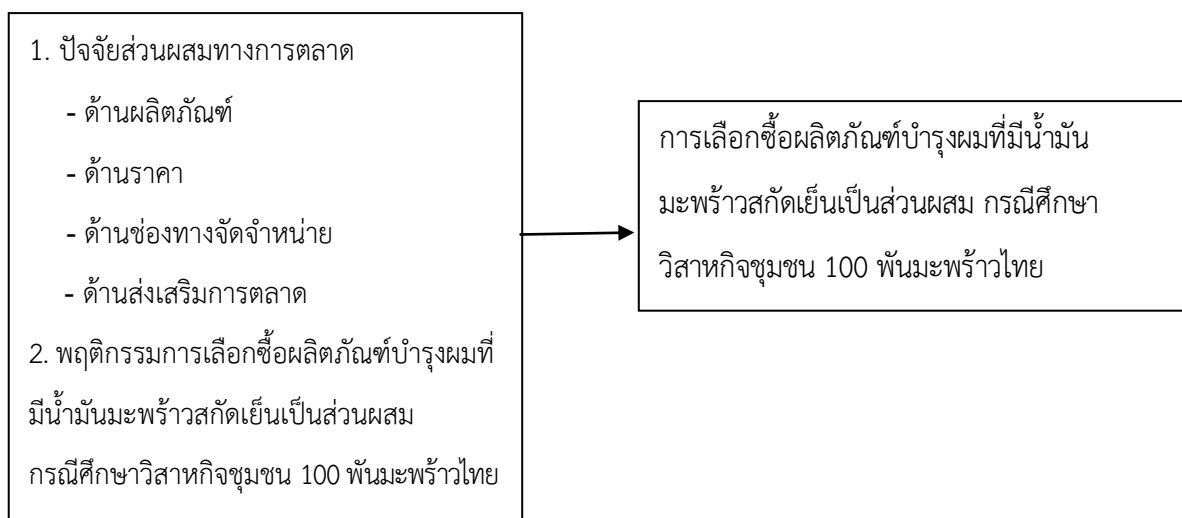 1. ปัจจัยส่วนผสมทางการตลาด
- ด้านผลิตภัณฑ์
- ด้านราคา
- ด้านช่องทางจัดจำหน่าย
- ด้านส่งเสริมการตลาด
2. พฤติกรรมการเลือกซื้อผลิตภัณฑ์บำรุงผมที่
มีน้ำมันมะพร้าวสกัดเย็นเป็นส่วนผสม
กรณีศึกษาวิสาหกิจชุมชน 100 พันมะพร้าวไทย
การเลือกซื้อผลิตภัณฑ์บำรุงผมที่มีน้ำมัน
มะพร้าวสกัดเย็นเป็นส่วนผสม กรณีศึกษา
วิสาหกิจชุมชน 100 พันมะพร้าวไทย